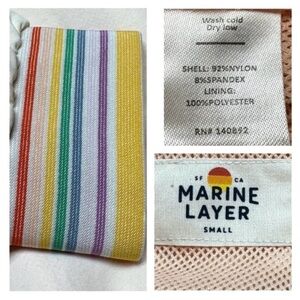 Wash cold
Dry low
SHELL: 92%NYLON
8%SPANDEX
LINING:
100%POLYESTER
RN# 140892
SF CA
MARINE
LAYER
SMALL